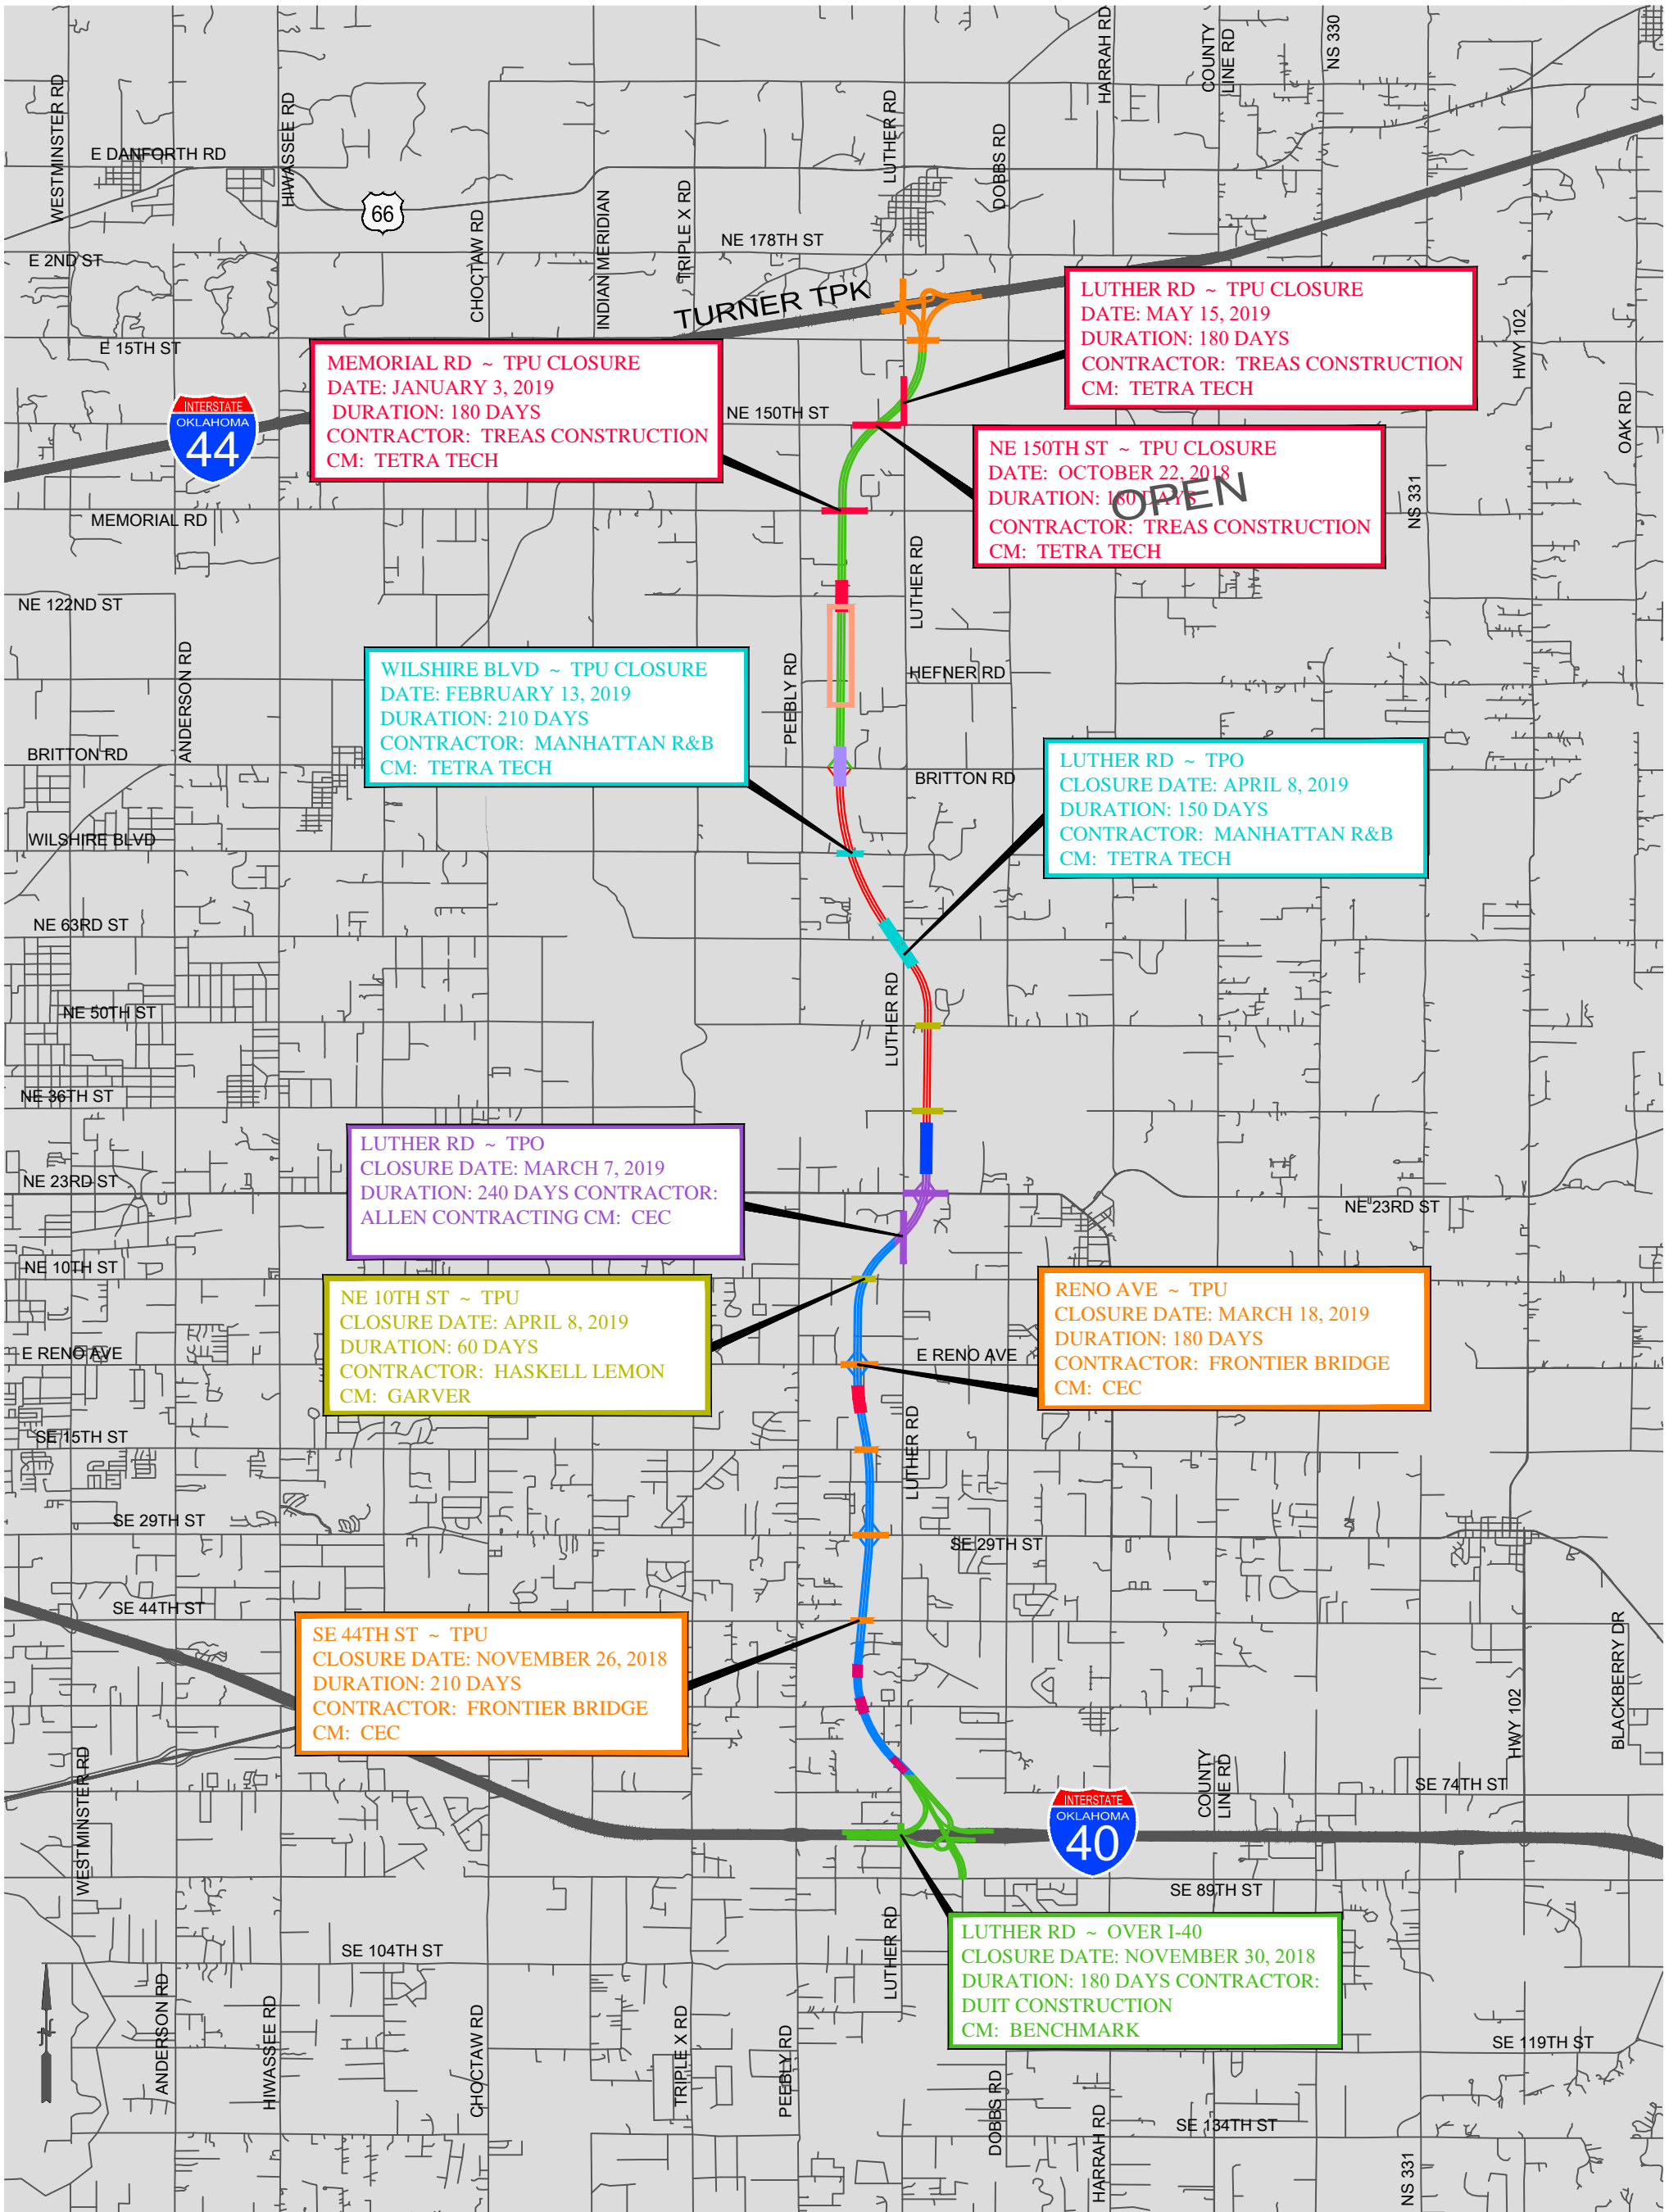 WESTMINSTER RD
E DANFORTH RD
HIWASSEE RD
66
CHOCTAW RD
INDIAN MERIDIAN
TRIPLE X RD
LUTHER RD
DOBBS RD
HARRAH RD
COUNTY
LINE RD
NS 330
NE 178TH ST
E 2ND ST
TURNER TPK
E 15TH ST
HWY 102
OAK RD
LUTHER RD ~ TPU CLOSURE
DATE: MAY 15, 2019
DURATION: 180 DAYS
CONTRACTOR: TREAS CONSTRUCTION
CM: TETRA TECH
MEMORIAL RD ~ TPU CLOSURE
DATE: JANUARY 3, 2019
DURATION: 180 DAYS
CONTRACTOR: TREAS CONSTRUCTION
CM: TETRA TECH
INTERSTATE
OKLAHOMA
44
NE 150TH ST
NE 150TH ST ~ TPU CLOSURE
DATE: OCTOBER 22, 2018
DURATION: 180 DAYS
OPEN
CONTRACTOR: TREAS CONSTRUCTION
CM: TETRA TECH
NS 331
MEMORIAL RD
NE 122ND ST
LUTHER RD
ANDERSON RD
PEEBLY RD
HEFNER RD
WILSHIRE BLVD ~ TPU CLOSURE
DATE: FEBRUARY 13, 2019
DURATION: 210 DAYS
CONTRACTOR: MANHATTAN R&B
CM: TETRA TECH
BRITTON RD
BRITTON RD
LUTHER RD ~ TPO
CLOSURE DATE: APRIL 8, 2019
DURATION: 150 DAYS
CONTRACTOR: MANHATTAN R&B
CM: TETRA TECH
WILSHIRE BLVD
NE 63RD ST
NE 50TH ST
LUTHER RD
NE 36TH ST
LUTHER RD ~ TPO
CLOSURE DATE: MARCH 7, 2019
DURATION: 240 DAYS CONTRACTOR:
ALLEN CONTRACTING CM: CEC
NE 23RD ST
NE 23RD ST
NE 10TH ST
NE 10TH ST ~ TPU
CLOSURE DATE: APRIL 8, 2019
DURATION: 60 DAYS
CONTRACTOR: HASKELL LEMON
CM: GARVER
RENO AVE ~ TPU
CLOSURE DATE: MARCH 18, 2019
DURATION: 180 DAYS
CONTRACTOR: FRONTIER BRIDGE
CM: CEC
E RENO AVE
E RENO AVE
SE 15TH ST
LUTHER RD
SE 29TH ST
SE 29TH ST
SE 44TH ST
SE 44TH ST ~ TPU
CLOSURE DATE: NOVEMBER 26, 2018
DURATION: 210 DAYS
CONTRACTOR: FRONTIER BRIDGE
CM: CEC
BLACKBERRY DR
HWY 102
WESTMINSTER RD
COUNTY
LINE RD
SE 74TH ST
INTERSTATE
OKLAHOMA
40
SE 89TH ST
LUTHER RD
LUTHER RD ~ OVER I-40
CLOSURE DATE: NOVEMBER 30, 2018
DURATION: 180 DAYS CONTRACTOR:
DUIT CONSTRUCTION
CM: BENCHMARK
SE 104TH ST
ANDERSON RD
HIWASSEE RD
CHOCTAW RD
TRIPLE X RD
PEEBLY RD
DOBBS RD
HARRAH RD
SE 119TH ST
SE 134TH ST
NS 331